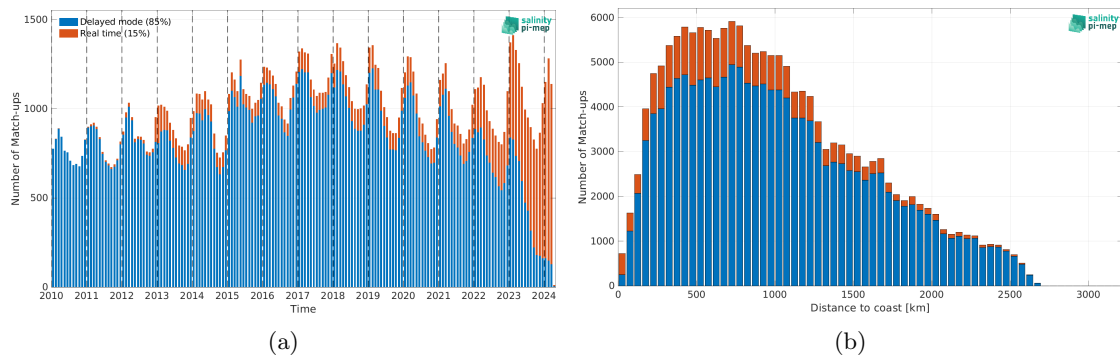 Delayed mode (85%)
Real time (15%)
salinity
pi-mep
Number of Match-ups
1500
1000
500
0
2010 2011 2012 2013 2014 2015 2016 2017 2018 2019 2020 2021 2022 2023 2024
Time
(a)
salinity
pi-mep
Number of Match-ups
6000
5000
4000
3000
2000
1000
0
0 500 1000 1500 2000 2500 3000
Distance to coast [km]
(b)